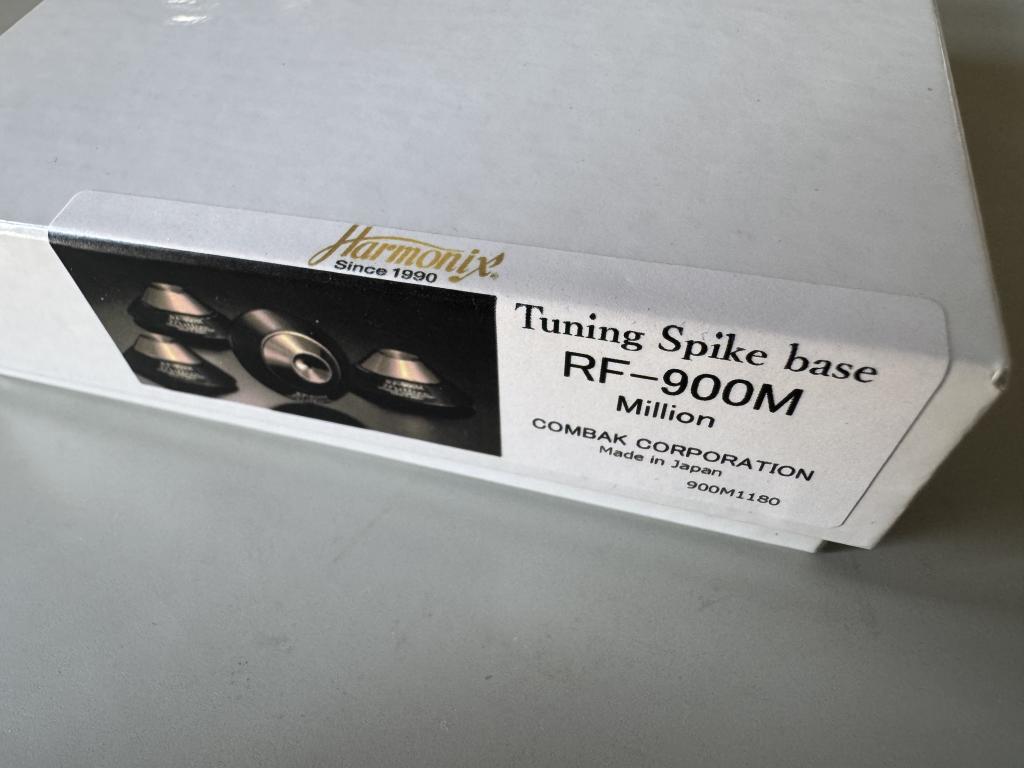 Harmonix
Since 1990
Tuning Spike base
RF-900M
Million
COMBAK CORPORATION
Made in Japan
900M1180